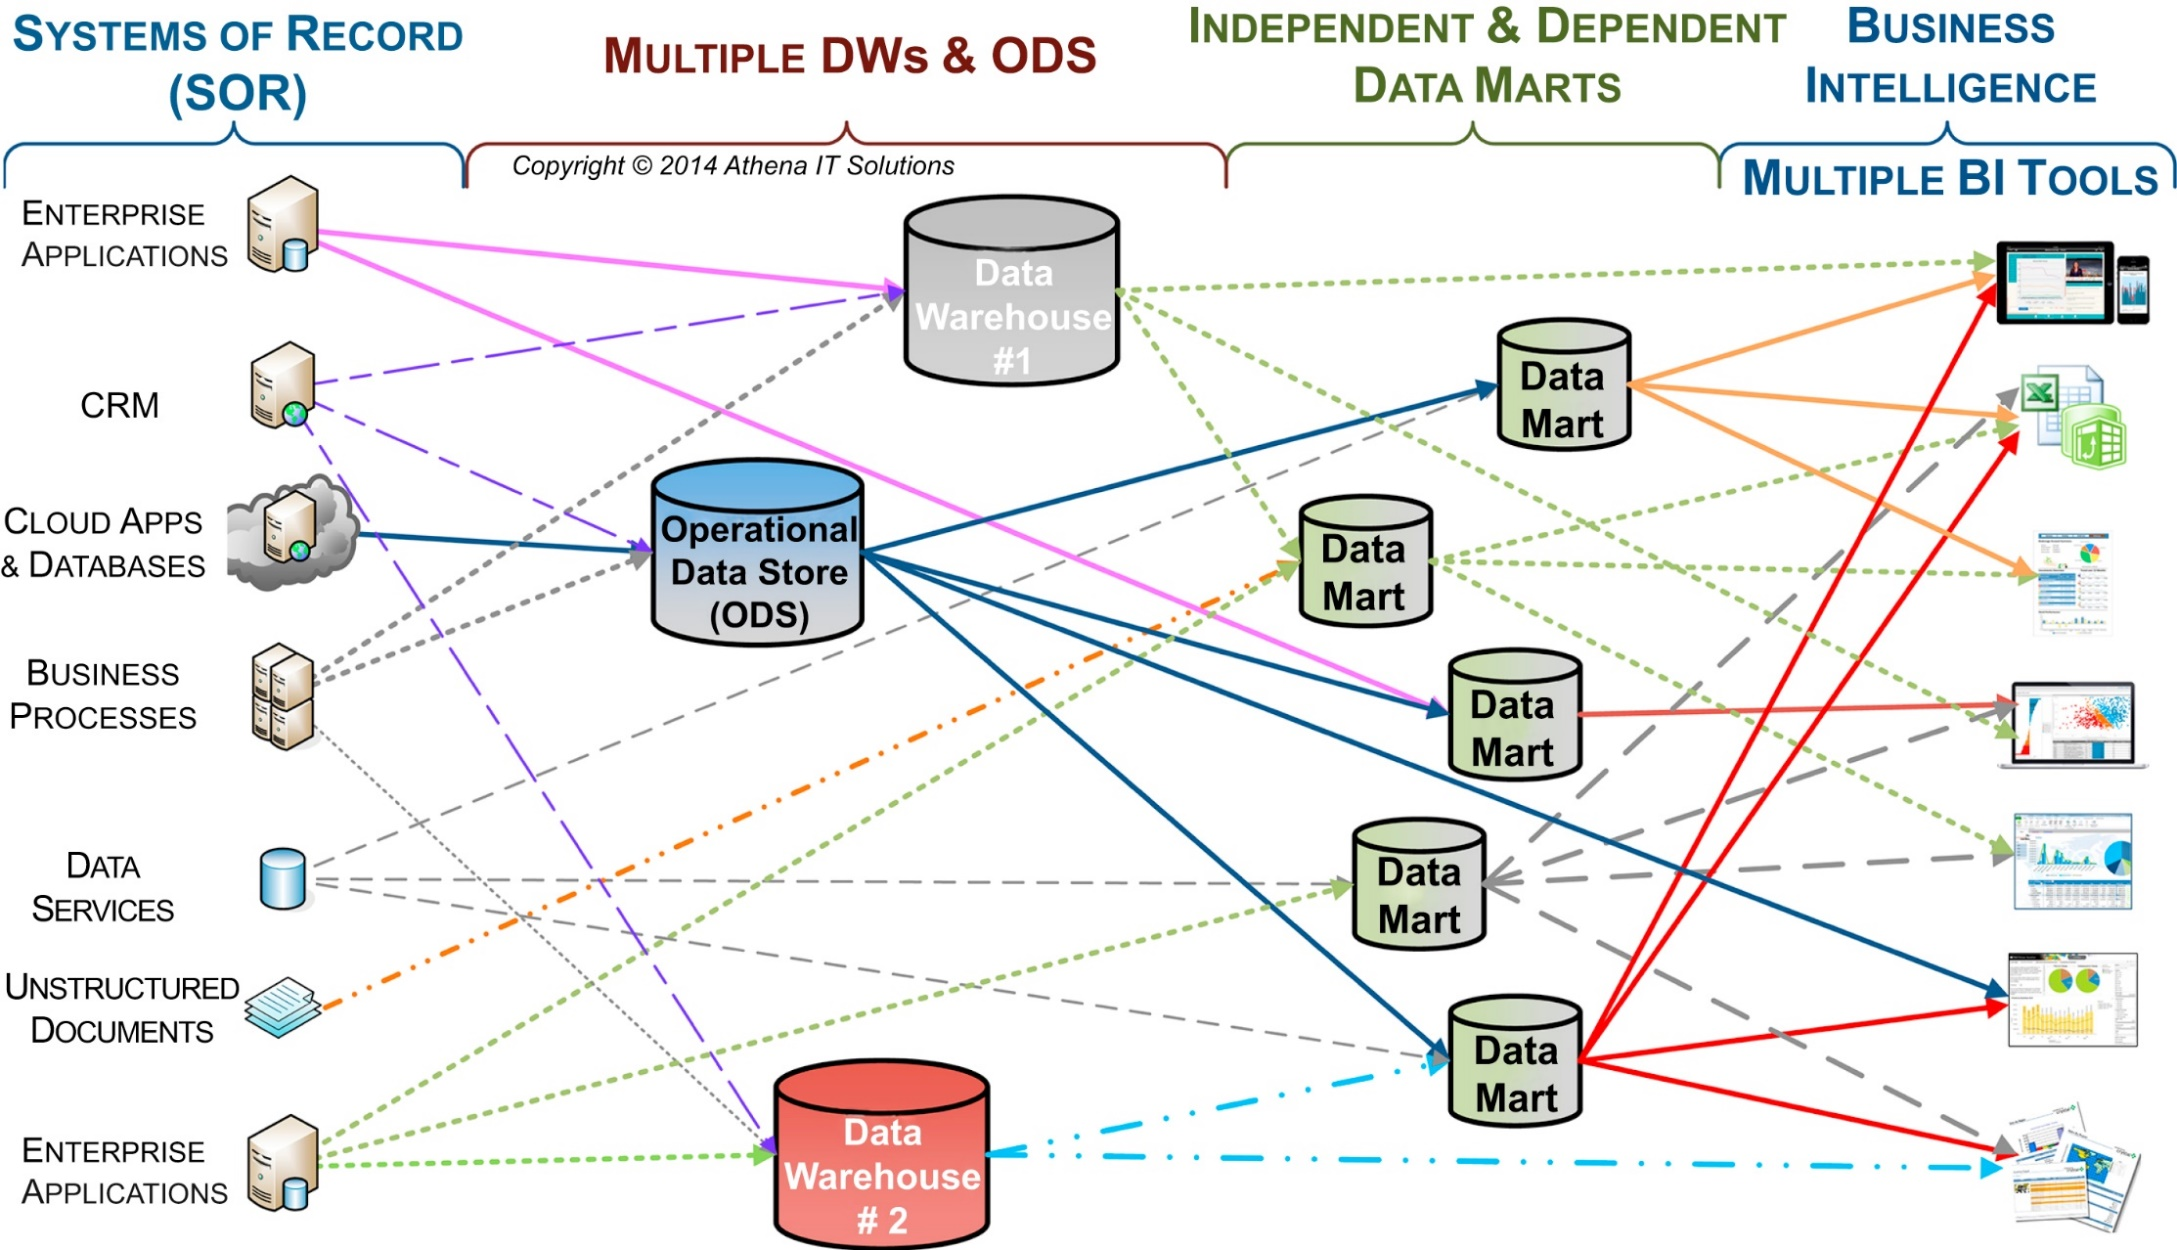 SYSTEMS OF RECORD
(SOR)
MULTIPLE DWS & ODS
INDEPENDENT & DEPENDENT
DATA MARTS
BUSINESS
INTELLIGENCE
MULTIPLE BI TOOLS
Copyright © 2014 Athena IT Solutions
ENTERPRISE
APPLICATIONS
CRM
CLOUD APPS
& DATABASES
BUSINESS
PROCESSES
DATA
SERVICES
UNSTRUCTURED
DOCUMENTS
ENTERPRISE
APPLICATIONS
Data
Warehouse
#1
Operational
Data Store
(ODS)
Data
Warehouse
# 2
Data
Mart
Data
Mart
Data
Mart
Data
Mart
Data
Mart